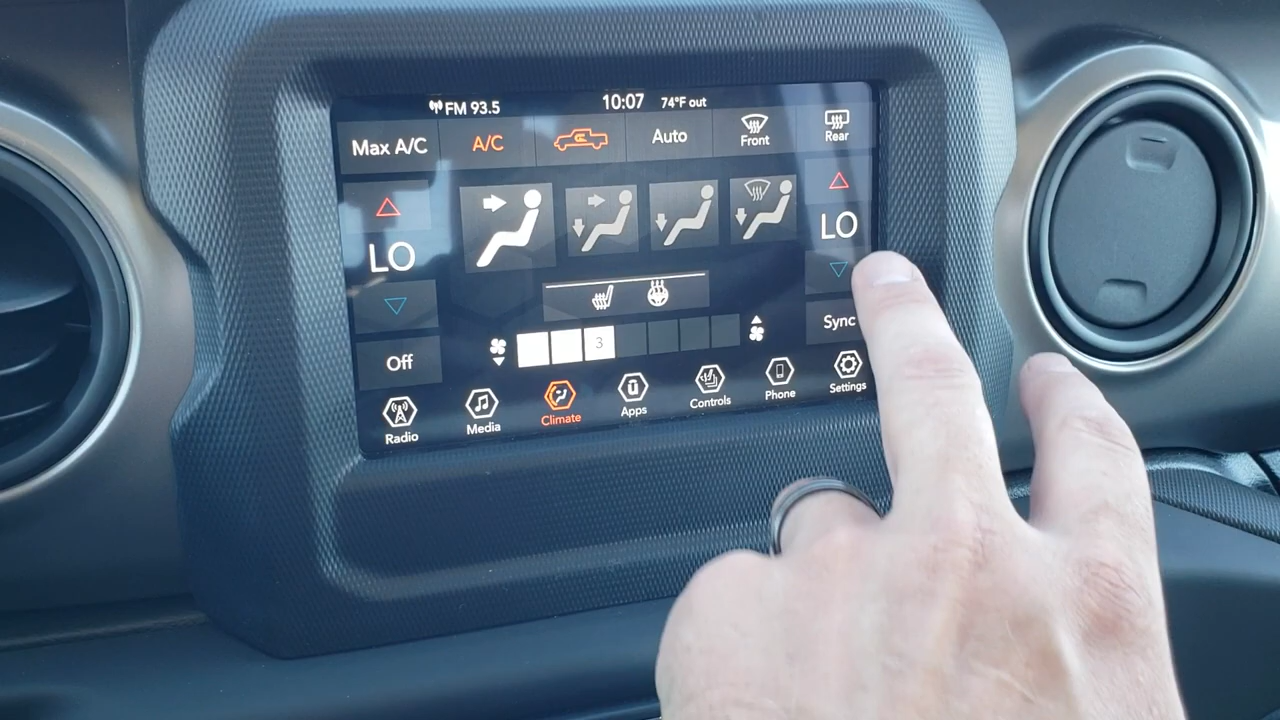 FM 93.5
10:07
74°F out
Max A/C
A/C
Auto
Front
Rear
LO
LO
Off
3
Sync
Radio
Media
Climate
Apps
Controls
Phone
Settings